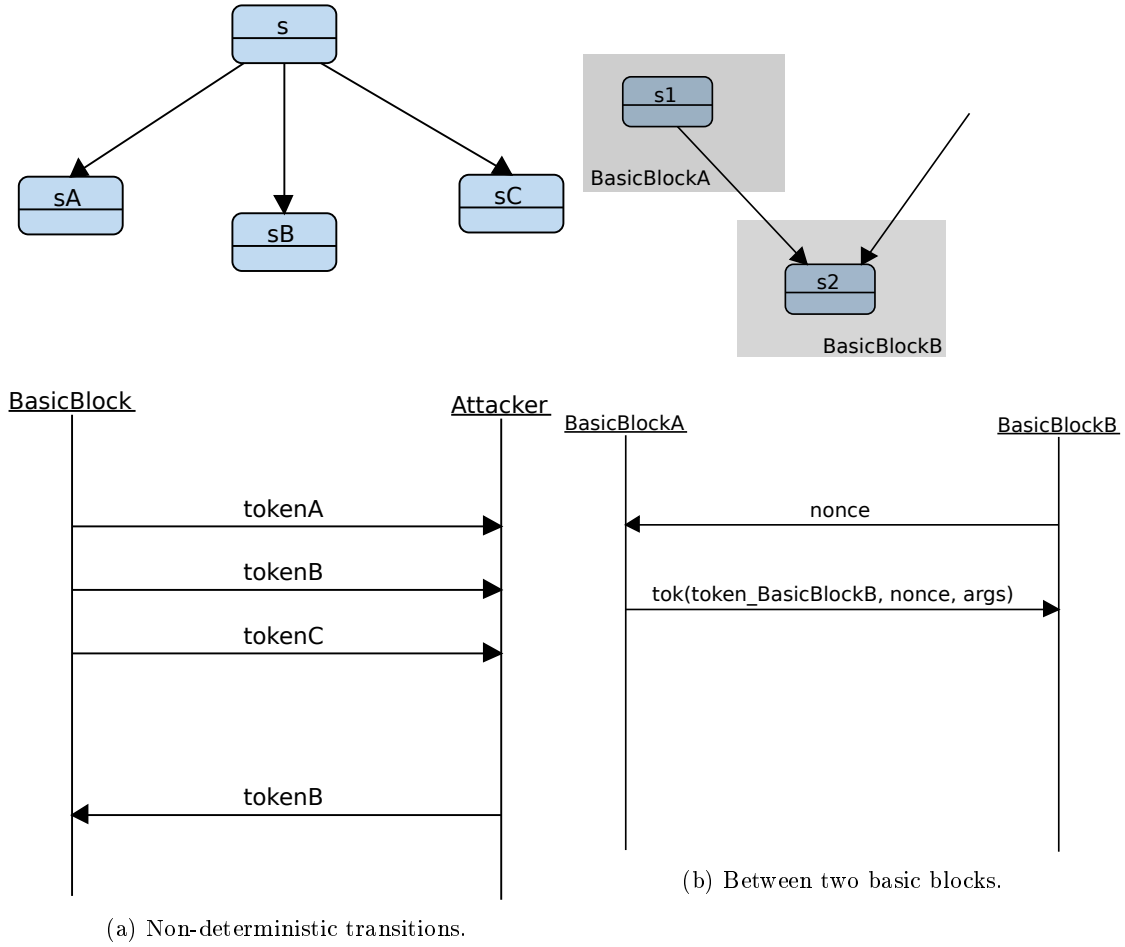 s
sA
sB
sC
s1
BasicBlockA
s2
BasicBlockB
BasicBlock
Attacker
tokenA
tokenB
tokenC
tokenB
(a) Non-deterministic transitions.
BasicBlockA
BasicBlockB
nonce
tok(token_BasicBlockB, nonce, args)
(b) Between two basic blocks.